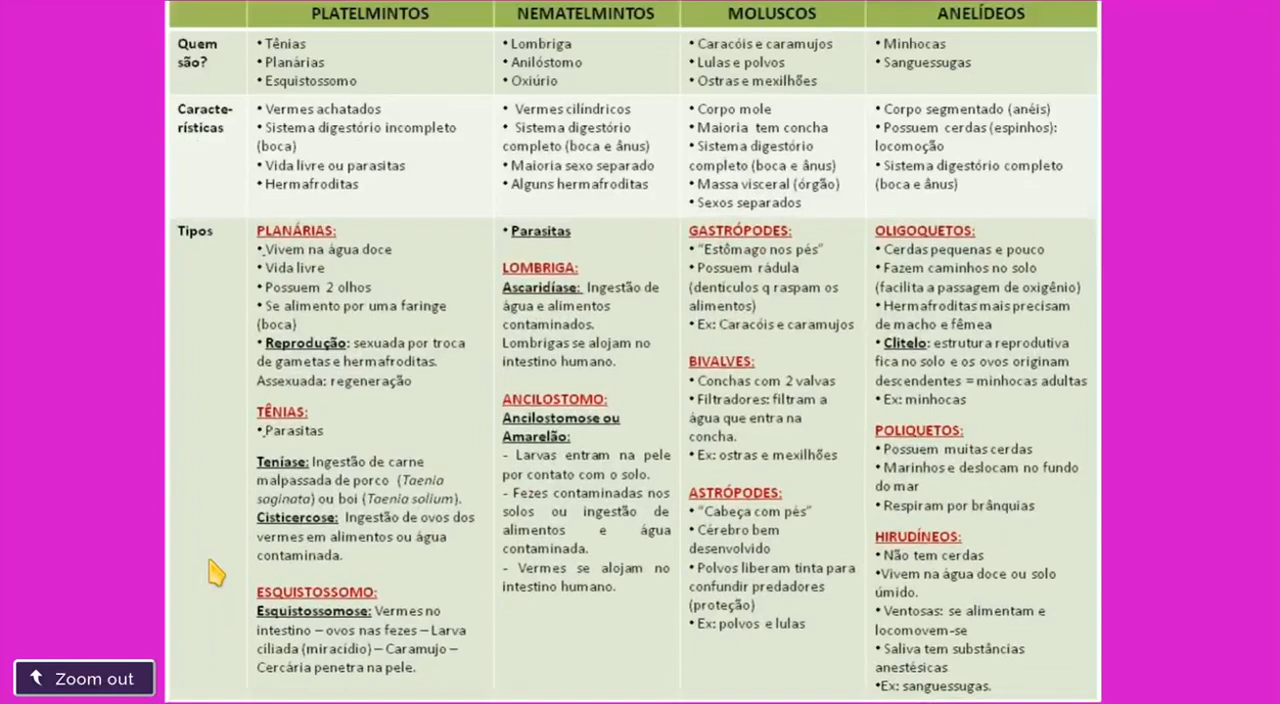 PLATELMINTOS
NEMATELMINTOS
MOLUSCOS
ANELÍDEOS
Quem
são?
• Tênias
• Planárias
• Esquistossomo
• Lombriga
• Anilóstomo
• Oxiúrio
• Caracóis e caramujos
• Lulas e polvos
• Ostras e mexilhões
• Minhocas
• Sanguessugas
Caracte-
rísticas
• Vermes achatados
• Sistema digestório incompleto
(boca)
• Vida livre ou parasitas
• Hermafroditas
• Vermes cilíndricos
• Sistema digestório
completo (boca e ânus)
• Maioria sexo separado
• Alguns hermafroditas
• Corpo mole
• Maioria tem concha
• Sistema digestório
completo (boca e ânus)
• Massa visceral (órgão)
• Sexos separados
• Corpo segmentado (anéis)
• Possuem cerdas (espinhos):
locomoção
• Sistema digestório completo
(boca e ânus)
Tipos
PLANÁRIAS:
• Vivem na água doce
• Vida livre
• Possuem 2 olhos
• Se alimento por uma faringe
(boca)
• Reprodução: sexuada por troca
de gametas e hermafroditas.
Assexuada: regeneração
TÊNIAS:
• Parasitas
Teníase: Ingestão de carne
malpassada de porco (Taenia
saginata) ou boi (Taenia solium).
Cisticercose: Ingestão de ovos dos
vermes em alimentos ou água
contaminada.
ESQUISTOSSOMO:
Esquistossomose: Vermes no
intestino – ovos nas fezes – Larva
ciliada (miracídio) – Caramujo –
Cercária penetra na pele.
• Parasitas
LOMBRIGA:
Ascaridíase: Ingestão de
água e alimentos
contaminados.
Lombrigas se alojam no
intestino humano.
ANCILOSTOMO:
Ancilostomose ou
Amarelão:
- Larvas entram na pele
por contato com o solo.
- Fezes contaminadas nos
solos ou ingestão de
alimentos e água
contaminada.
- Vermes se alojam no
intestino humano.
GASTRÓPODES:
• "Estômago nos pés"
• Possuem rádula
(dentículos q raspam os
alimentos)
• Ex: Caracóis e caramujos
BIVALVES:
• Conchas com 2 valvas
• Filtradores: filtram a
água que entra na
concha.
• Ex: ostras e mexilhões
ASTRÓPODES:
• "Cabeça com pés"
• Cérebro bem
desenvolvido
• Polvos liberam tinta para
confundir predadores
(proteção)
• Ex: polvos e lulas
OLIGOQUETOS:
• Cerdas pequenas e pouco
• Fazem caminhos no solo
(facilita a passagem de oxigênio)
• Hermafroditas mais precisam
de macho e fêmea
• Clitelo: estrutura reprodutiva
fica no solo e os ovos originam
descendentes = minhocas adultas
• Ex: minhocas
POLIQUETOS:
• Possuem muitas cerdas
• Marinhos e deslocam no fundo
do mar
• Respiram por brânquias
HIRUDÍNEOS:
• Não tem cerdas
•Vivem na água doce ou solo
úmido.
• Ventosas: se alimentam e
locomovem-se
• Saliva tem substâncias
anestésicas
•Ex: sanguessugas.
Zoom out